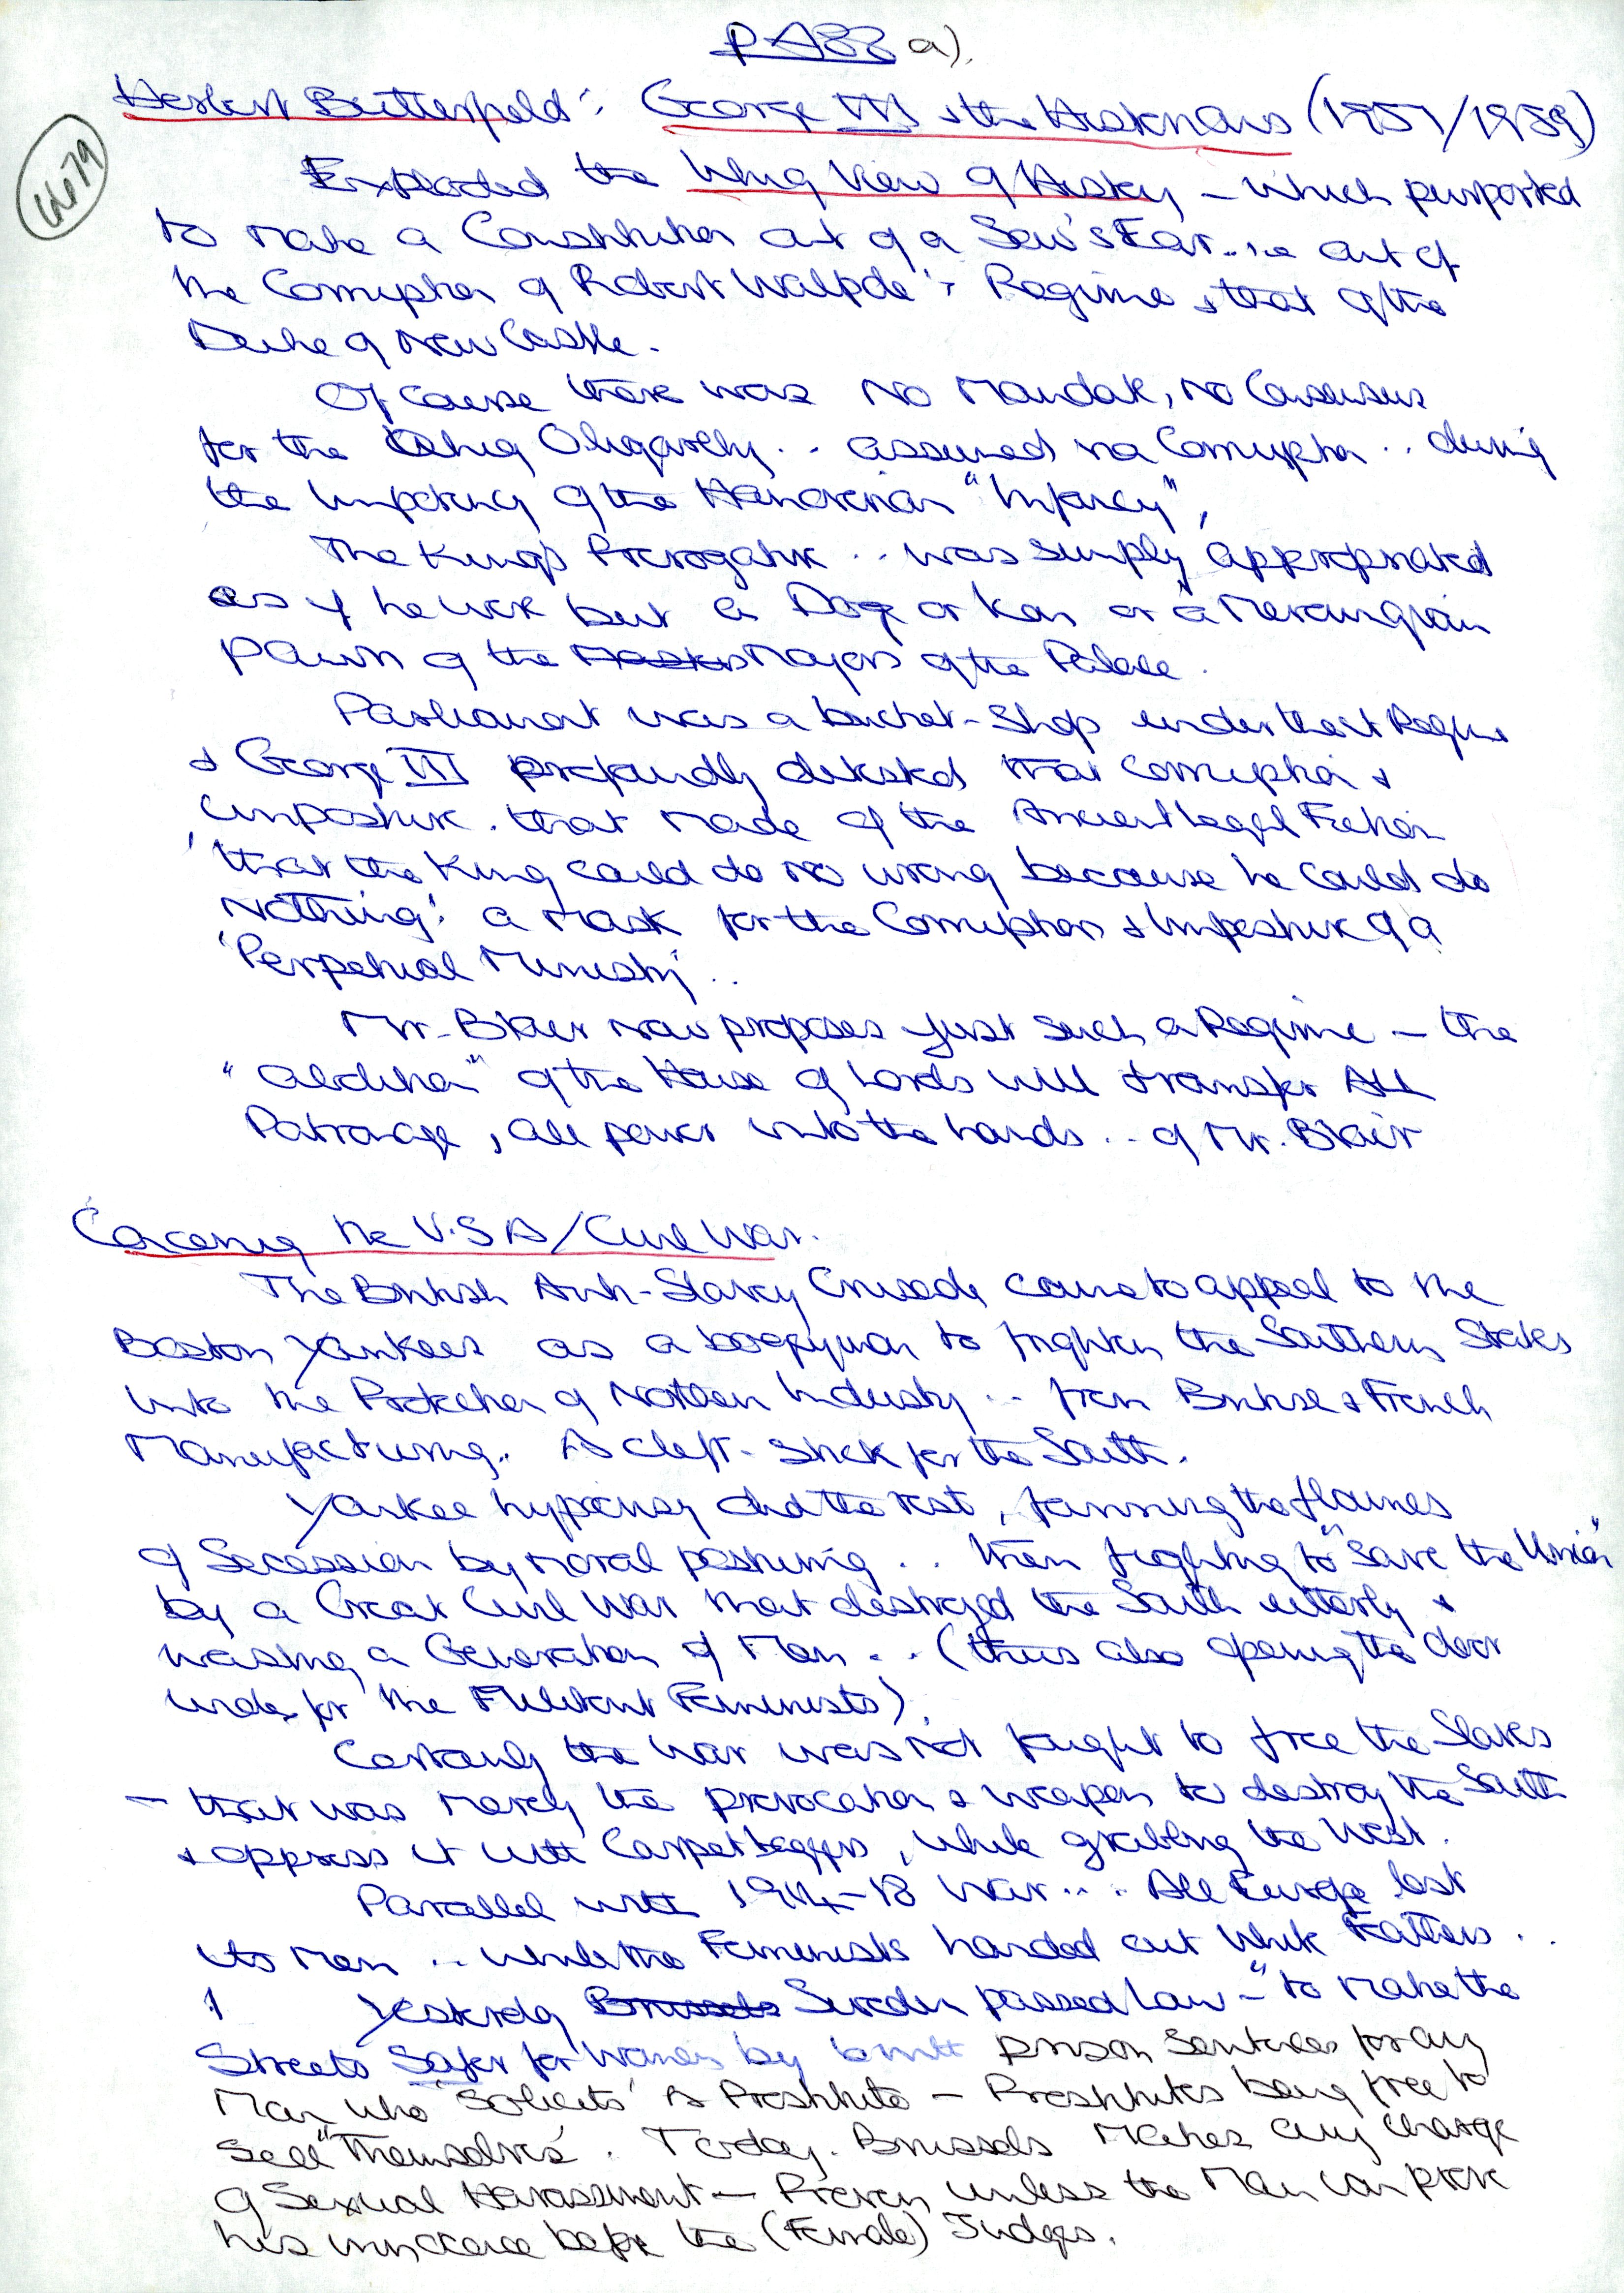 PA88 a).
Herbert Butterfield: George III & the Historians (1957/1959)
14679
Exploded the Whig View of History, – which purported
to make a Constitution out of a Sow's Ear.. i.e out of
the Corruption of Robert Walpole's Regime & that of the
Duke of New Castle.
Of course there was No Mandate, No Consensus
for the Whig Oligarchy. . assumed via Corruption . . during
the Impotency of the Hanoverian "Infancy",
The King's Prerogative . . was simply appropriated
as if he were but a Doge or Kan or a Merovingian
Pawn of the Mayors of the Palace.
Parliament was a bucket-Shop under that Regime
& George III profoundly detested that corruption &
imposture. that made of the Ancient legal Fiction
'that the King could do no wrong because he could do
Nothing' a Mask for the Corruption & Imposture of a
'Perpetual Ministry' . .
Mr. Blair now proposes just such a Regime – the
"abolition" of the House of Lords will transfer All
Patronage, all power into the hands . . of Mr. Blair
Concerning the U.S.A/Civil War.
The British Anti-Slavery Crusade came to appeal to the
Boston Yankees as a bogeyman to frighten the Southern States
into the Protection of Northern Industry . . from British & French
Manufacturing. A cleft-stick for the South.
Yankee hypocrisy did the rest, fanning the flames
of Secession by moral posturing . . then fighting to "save the Union"
by a Great Civil War that destroyed the South utterly &
wasting a Generation of Men . . (thus also opening the door
wide for the Militant Feminists).
Certainly the War was not fought to free the Slaves
– that was merely the provocation & weapon to destroy the South
& oppress it with Carpetbaggers, while grabbing the West.
Parallel with 1914–18 War . . . All Europe lost
its Men . . while the Feminists handed out White Feathers . .
Yesterday Brussels Sweden passed law – "to make the
Streets Safer for Women by prison sentences for any
Man who 'Solicits' A Prostitute – Prostitutes being free to
sell "Themselves". Today. Brussels Makes any Charge
of Sexual Harassment – Proven, unless the Man can prove
his innocence before the (Female) Judges.